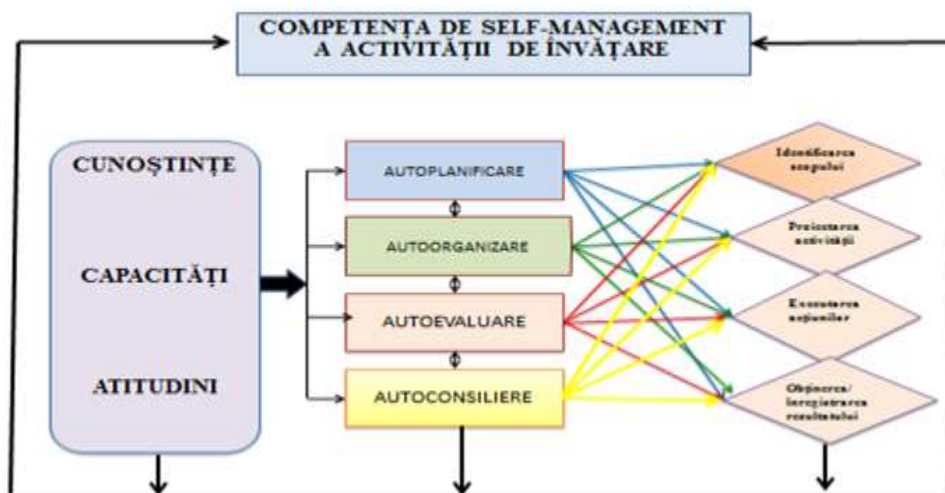 COMPETENȚA DE SELF-MANAGEMENT
A ACTIVITĂȚII DE ÎNVĂȚARE
CUNOȘTINȚE
CAPACITĂȚI
ATITUDINI
AUTOPLANIFICARE
AUTOORGANIZARE
AUTOEVALUARE
AUTOCONSILIERE
Identificarea
scopului
Proiectarea
activității
Executarea
acțiunilor
Obținerea/
înregistrarea
rezultatului